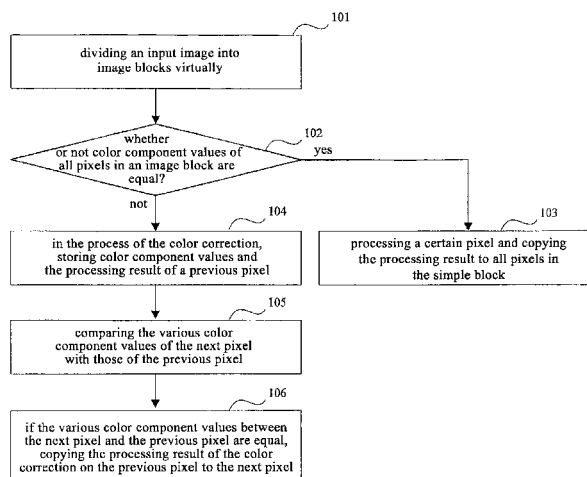 101
dividing an input image into
image blocks virtually
102
whether
or not color component values of
all pixels in an image block are
equal?
yes
not
104
in the process of the color correction,
storing color component values and
the processing result of a previous pixel
103
processing a certain pixel and copying
the processing result to all pixels in
the simple block
105
comparing the various color
component values of the next pixel
with those of the previous pixel
106
if the various color component values between
the next pixel and the previous pixel are equal,
copying the processing result of the color
correction on the previous pixel to the next pixel